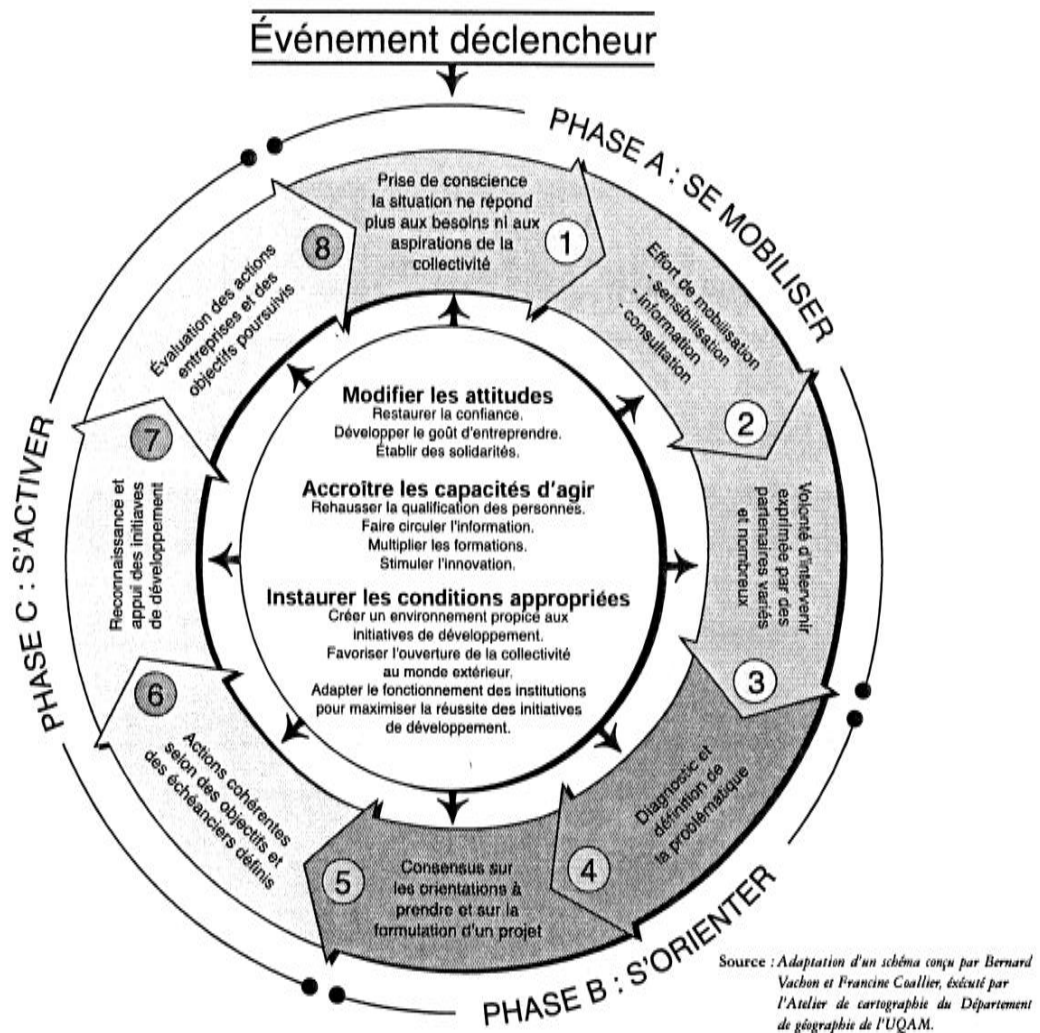 Événement déclencheur
PHASE A : SE MOBILISER
Prise de conscience
la situation ne répond
plus aux besoins ni aux
aspirations de la
collectivité
1
Effort de mobilisation
- sensibilisation
- information
- consultation
2
Volonté d'intervenir
exprimée par des
partenaires variés
et nombreux
3
PHASE B : S'ORIENTER
Diagnostic et
définition de
la problématique
4
Consensus sur
les orientations à
prendre et sur la
formulation d'un projet
5
PHASE C : S'ACTIVER
Actions cohérentes
selon des objectifs et
des échéanciers définis
6
Reconnaissance et
appui des initiaves
de développement
7
Évaluation des actions
entreprises et des
objectifs poursuivis
8
Modifier les attitudes
Restaurer la confiance.
Développer le goût d'entreprendre.
Établir des solidarités.
Accroître les capacités d'agir
Rehausser la qualification des personnes.
Faire circuler l'information.
Multiplier les formations.
Stimuler l'innovation.
Instaurer les conditions appropriées
Créer un environnement propice aux
initiatives de développement.
Favoriser l'ouverture de la collectivité
au monde extérieur.
Adapter le fonctionnement des institutions
pour maximiser la réussite des initiatives
de développement.
Source : Adaptation d'un schéma conçu par Bernard
Vachon et Francine Coallier, exécuté par
l'Atelier de cartographie du Département
de géographie de l'UQAM.